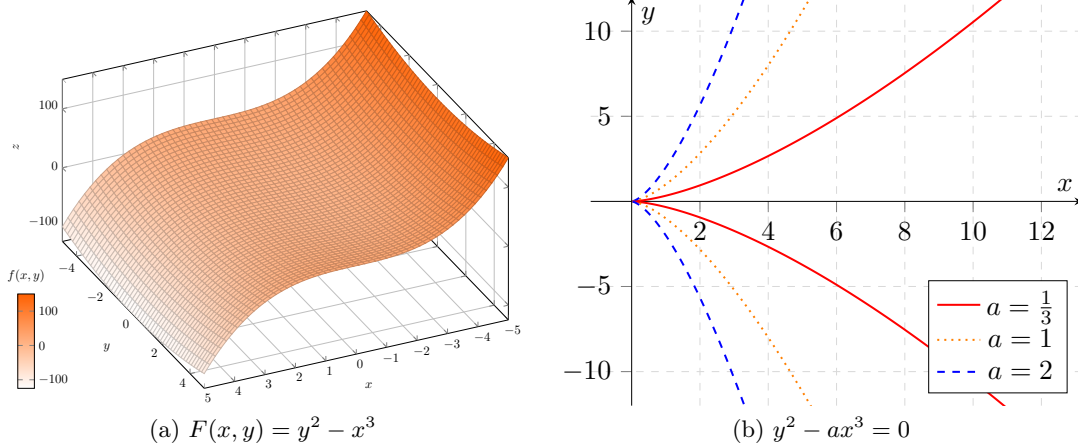 100
0
−100
z
−4
−2
0
2
4
y
5
4
3
2
1
0
−1
−2
−3
−4
−5
x
f(x, y)
100
0
−100
(a) F(x, y) = y² − x³
y
10
5
−5
−10
2
4
6
8
10
12
x
a = 1/3
a = 1
a = 2
(b) y² − ax³ = 0